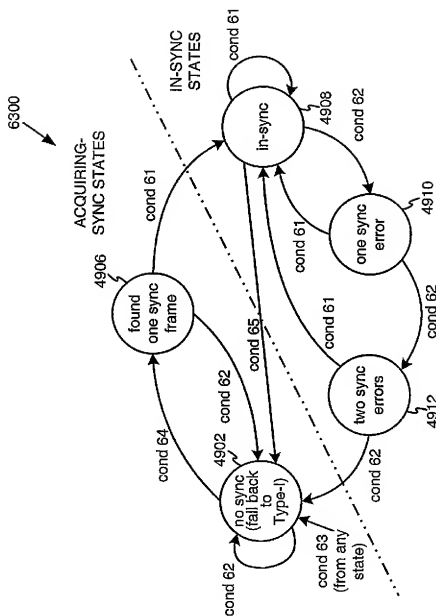 6300
ACQUIRING-
SYNC STATES
IN-SYNC
STATES
4906
found
one sync
frame
cond 61
cond 61
in-sync
4908
cond 64
cond 62
cond 65
cond 61
cond 62
4902
no sync
(fall back
to
Type-I)
cond 62
cond 63
(from any
state)
cond 61
one sync
error
4910
cond 62
two sync
errors
4912
cond 62